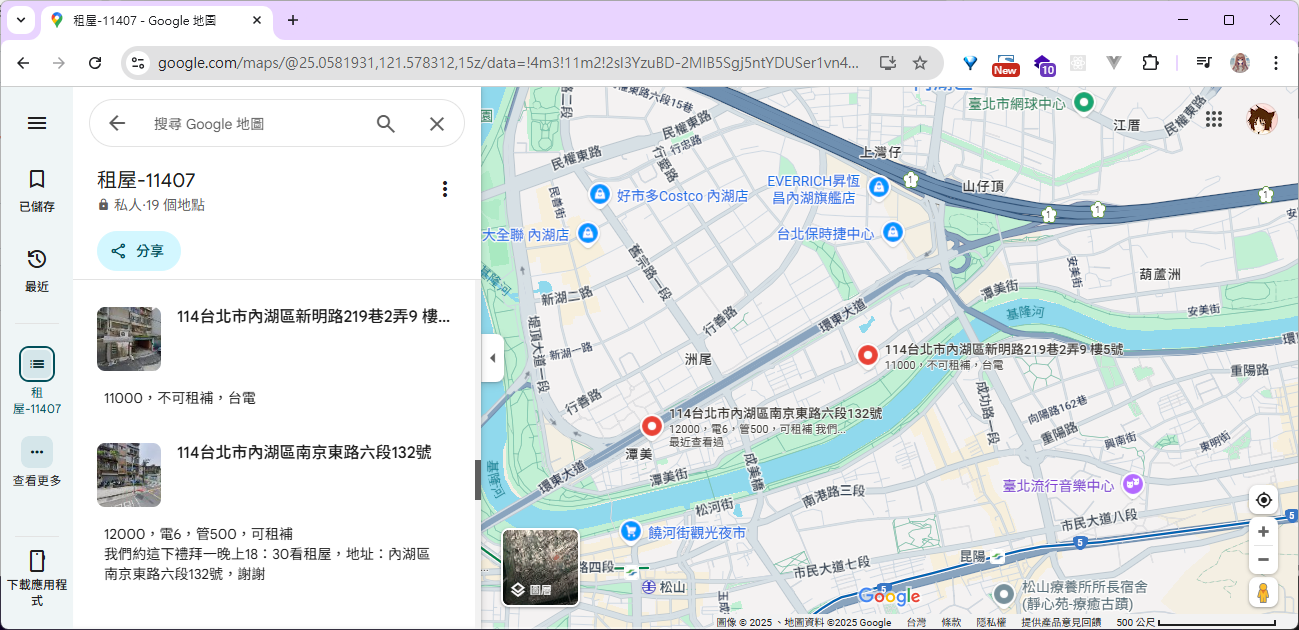 租屋-11407 - Google 地圖
google.com/maps/@25.0581931,121.578312,15z/data=!4m3!11m2!2sI3YzuBD-2MIB5Sgj5ntYDUSer1vn4...
New
10
搜尋 Google 地圖
租屋-11407
私人·19 個地點
分享
已儲存
最近
租
屋-11407
查看更多
下載應用程
式
114台北市內湖區新明路219巷2弄9 樓...
11000，不可租補，台電
114台北市內湖區南京東路六段132號
12000，電6，管500，可租補
我們約這下禮拜一晚上18：30看租屋，地址：內湖區
南京東路六段132號，謝謝
民權東路六段15巷
民權東路
行忠路
民權東路
臺北市網球中心
江厝
民權東路
上灣仔
山仔頂
1
1
1
1
EVERRICH昇恆
昌內湖旗艦店
好市多Costco 內湖店
民善街
大全聯 內湖店
台北保時捷中心
舊宗路一段
基隆河
新湖二路
堤頂大道一段
新湖一路
行善路
洲尾
環東大道
潭美街
基隆河
安美街
葫蘆洲
安美街
114台北市內湖區新明路219巷2弄9 樓5號
11000，不可租補，台電
重陽路
成功路一段
向陽路162巷
重陽路
興南街
東明街
行善路
114台北市內湖區南京東路六段132號
12000，電6，管500，可租補 我們...
最近查看過
潭美
環東大道
潭美街
成美橋
基隆河
南港路三段
松河街
臺北流行音樂中心
饒河街觀光夜市
市民大道八段
5
5
5
昆陽
市民大道七段
路四段
松山
松山療養所所長宿舍
(靜心苑-療癒古蹟)
圖層
Google
圖像 © 2025 、地圖資料 ©2025 Google
台灣
條款
隱私權
提供產品意見回饋
500 公尺